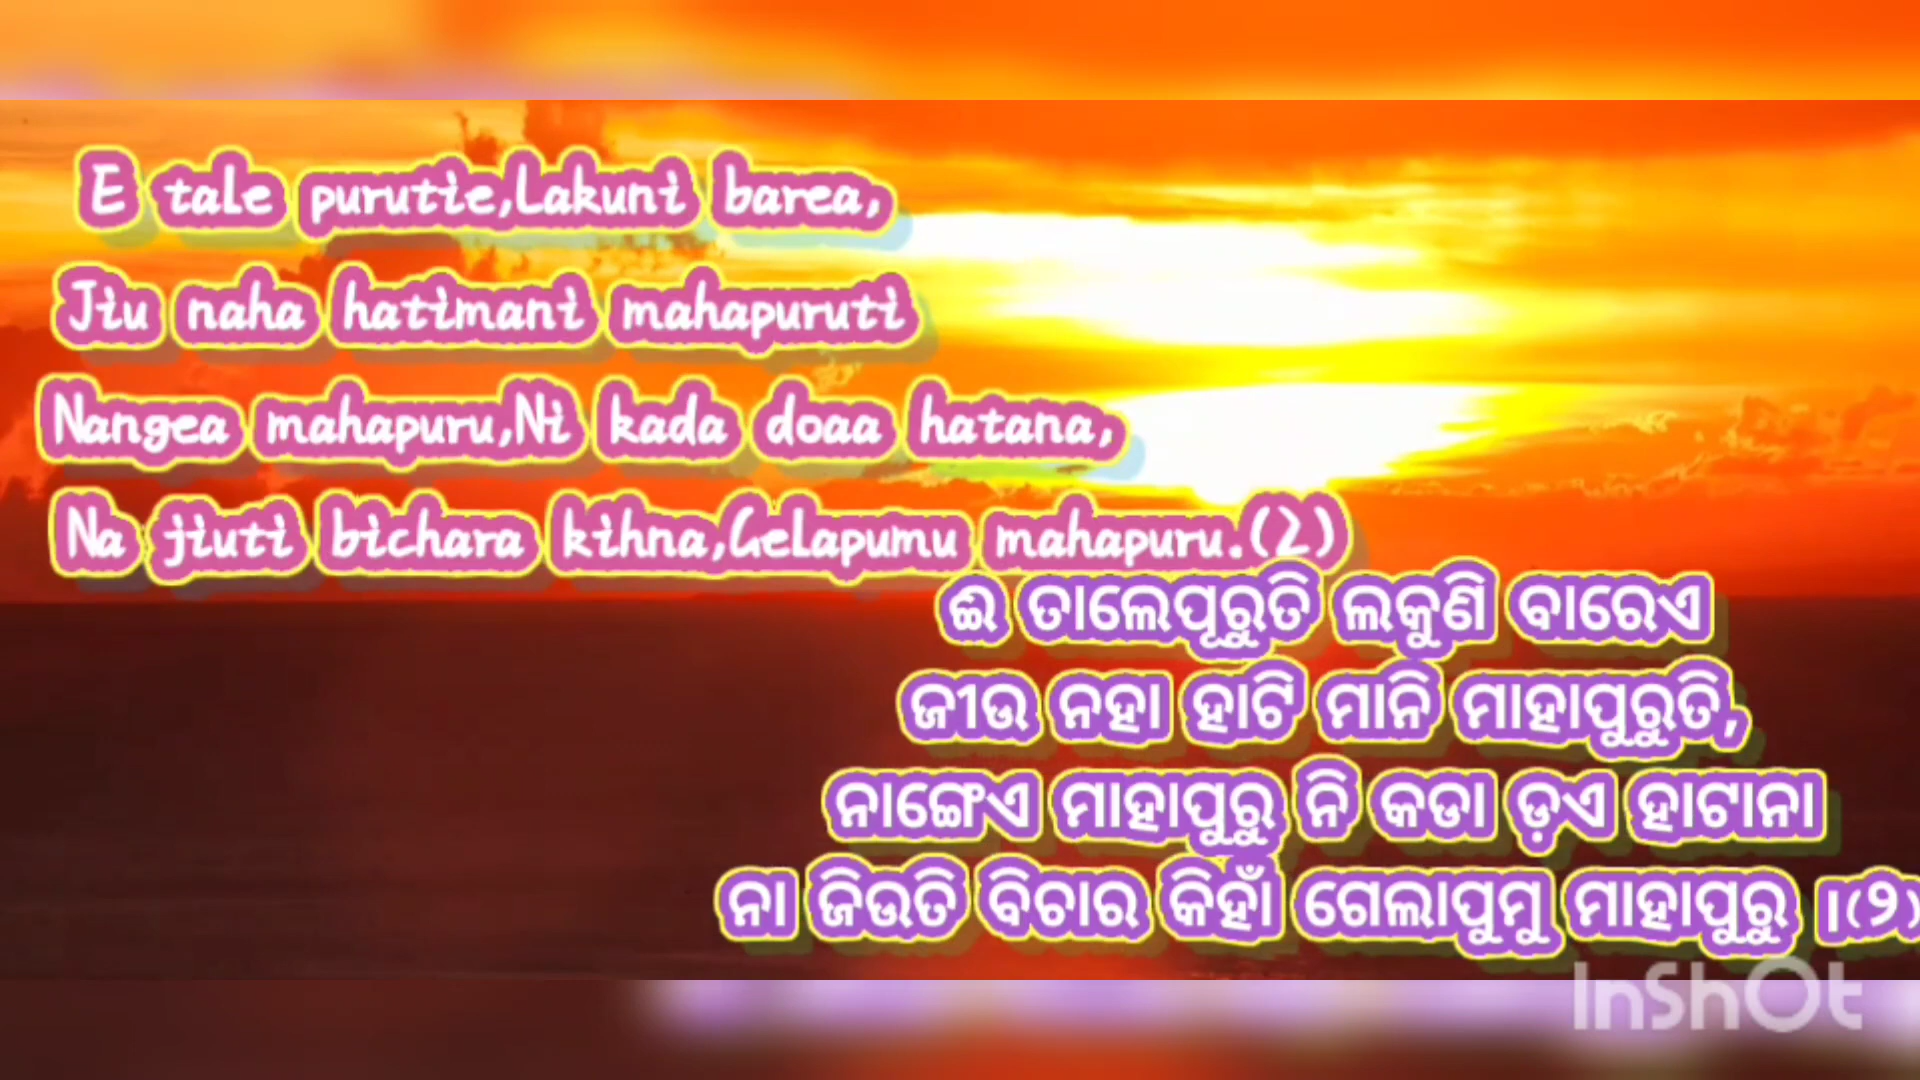 E tale purutie,Lakuni barea,
Jiu naha hatimani mahapuruti
Nangea mahapuru,Ni kada doaa hatana,
Na jiuti bichara kihna,Gelapumu mahapuru.(2)
ଈ ତାଲେପୂରୁତି ଲକୁଣି ବାରେଏ
ଜୀଉ ନହା ହାଟି ମାନି ମାହାପୁରୁତି,
ନାଙ୍ଗେଏ ମାହାପୁରୁ ନି କଡା ଡ଼ଏ ହାଟାନା
ନା ଜିଉତି ବିଚାର କିହାଁ ଗେଲାପୁମୁ ମାହାପୁରୁ ।(୨)
InShOt